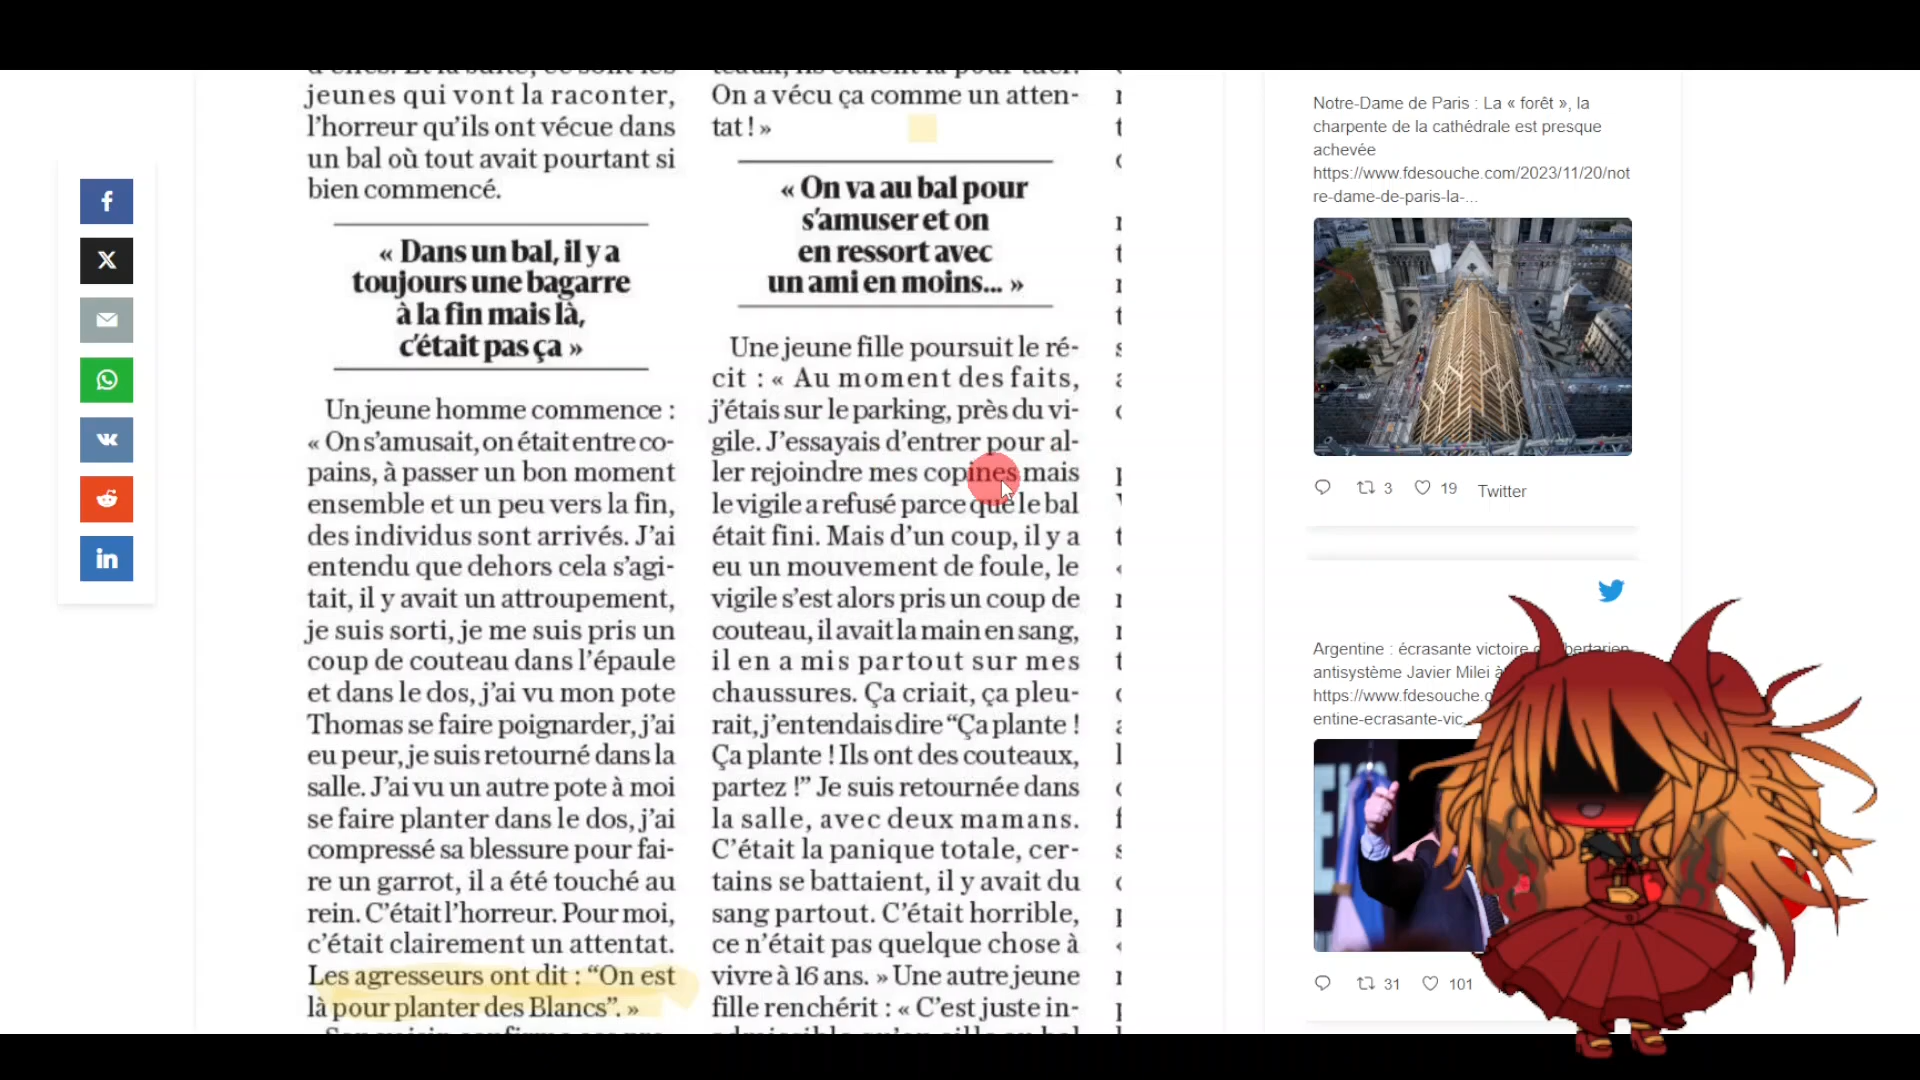 jeunes qui vont la raconter,
l'horreur qu'ils ont vécue dans
un bal où tout avait pourtant si
bien commencé.
« Dans un bal, il y a
toujours une bagarre
à la fin mais là,
c'était pas ça »
Un jeune homme commence :
« On s'amusait, on était entre co-
pains, à passer un bon moment
ensemble et un peu vers la fin,
des individus sont arrivés. J'ai
entendu que dehors cela s'agi-
tait, il y avait un attroupement,
je suis sorti, je me suis pris un
coup de couteau dans l'épaule
et dans le dos, j'ai vu mon pote
Thomas se faire poignarder, j'ai
eu peur, je suis retourné dans la
salle. J'ai vu un autre pote à moi
se faire planter dans le dos, j'ai
compressé sa blessure pour fai-
re un garrot, il a été touché au
rein. C'était l'horreur. Pour moi,
c'était clairement un attentat.
Les agresseurs ont dit : “On est
là pour planter des Blancs”. »
On a vécu ça comme un atten-
tat ! »
« On va au bal pour
s'amuser et on
en ressort avec
un ami en moins... »
Une jeune fille poursuit le ré-
cit : « Au moment des faits,
j'étais sur le parking, près du vi-
gile. J'essayais d'entrer pour al-
ler rejoindre mes copines mais
le vigile a refusé parce que le bal
était fini. Mais d'un coup, il y a
eu un mouvement de foule, le
vigile s'est alors pris un coup de
couteau, il avait la main en sang,
il en a mis partout sur mes
chaussures. Ça criait, ça pleu-
rait, j'entendais dire “Ça plante !
Ça plante ! Ils ont des couteaux,
partez !” Je suis retournée dans
la salle, avec deux mamans.
C'était la panique totale, cer-
tains se battaient, il y avait du
sang partout. C'était horrible,
ce n'était pas quelque chose à
vivre à 16 ans. » Une autre jeune
fille renchérit : « C'est juste in-
Notre-Dame de Paris : La « forêt », la
charpente de la cathédrale est presque
achevée
https://www.fdesouche.com/2023/11/20/not
re-dame-de-paris-la-...
3 19 Twitter
Argentine : écrasante victoire
antisystème Javier Milei à
https://www.fdesouche.
entine-ecrasante-vic
31 101